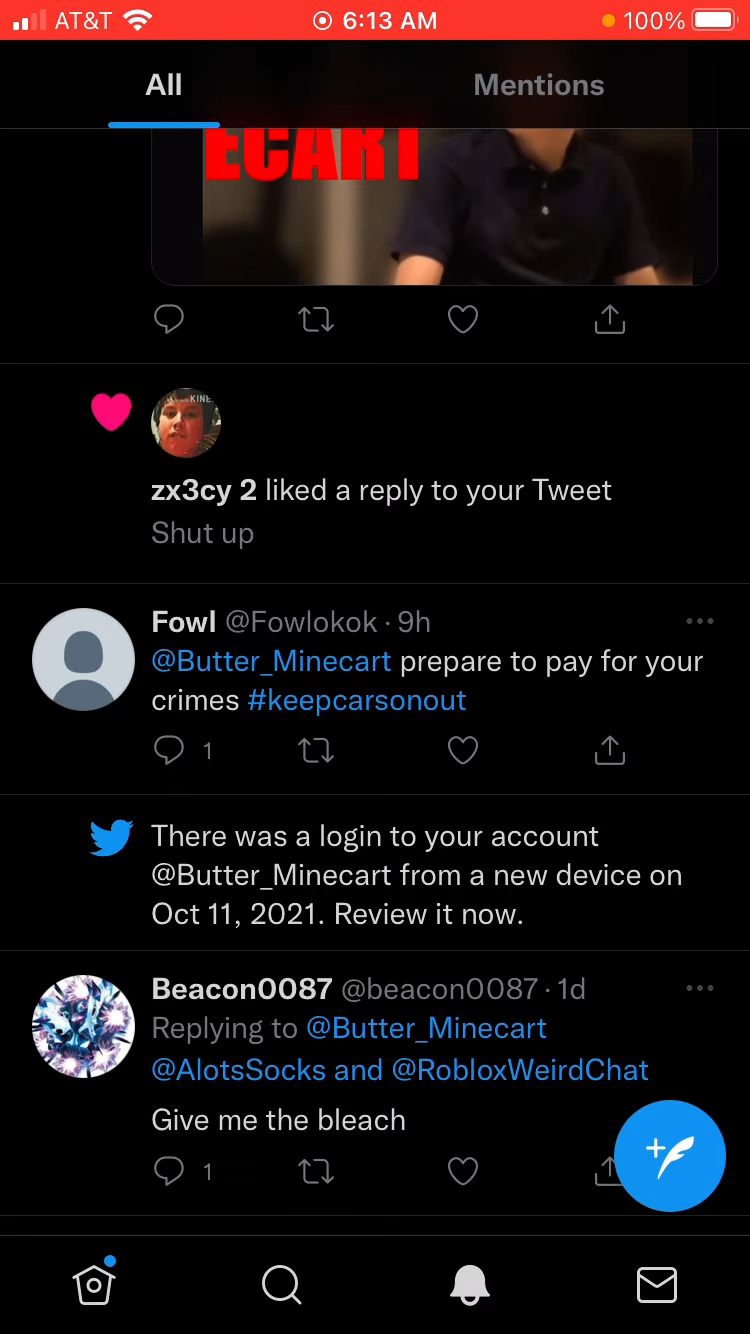 AT&T 6:13 AM 100%
All Mentions
ECART
KINE
zx3cy 2 liked a reply to your Tweet
Shut up
Fowl @Fowlokok · 9h
@Butter_Minecart prepare to pay for your
crimes #keepcarsonout
1
There was a login to your account
@Butter_Minecart from a new device on
Oct 11, 2021. Review it now.
Beacon0087 @beacon0087 · 1d
Replying to @Butter_Minecart
@AlotsSocks and @RobloxWeirdChat
Give me the bleach
1